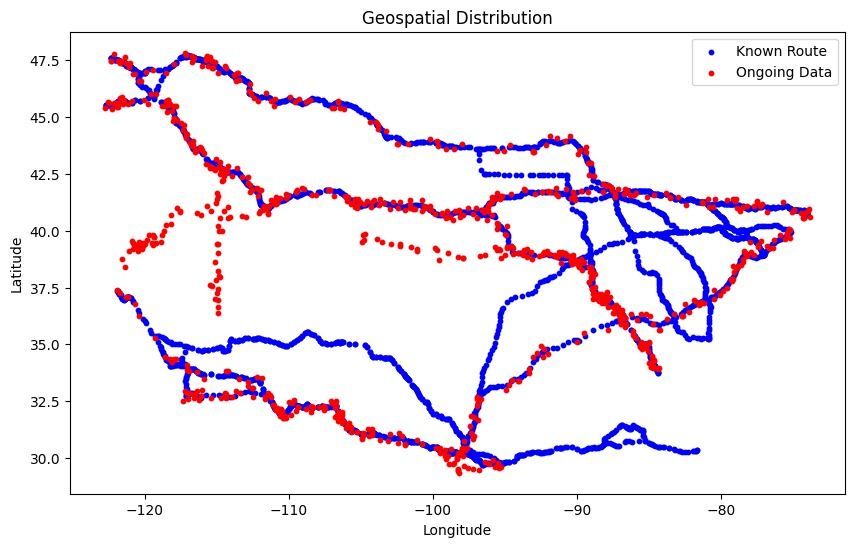 Geospatial Distribution
Known Route
Ongoing Data
47.5
45.0
42.5
40.0
37.5
35.0
32.5
30.0
Latitude
−120
−110
−100
−90
−80
Longitude